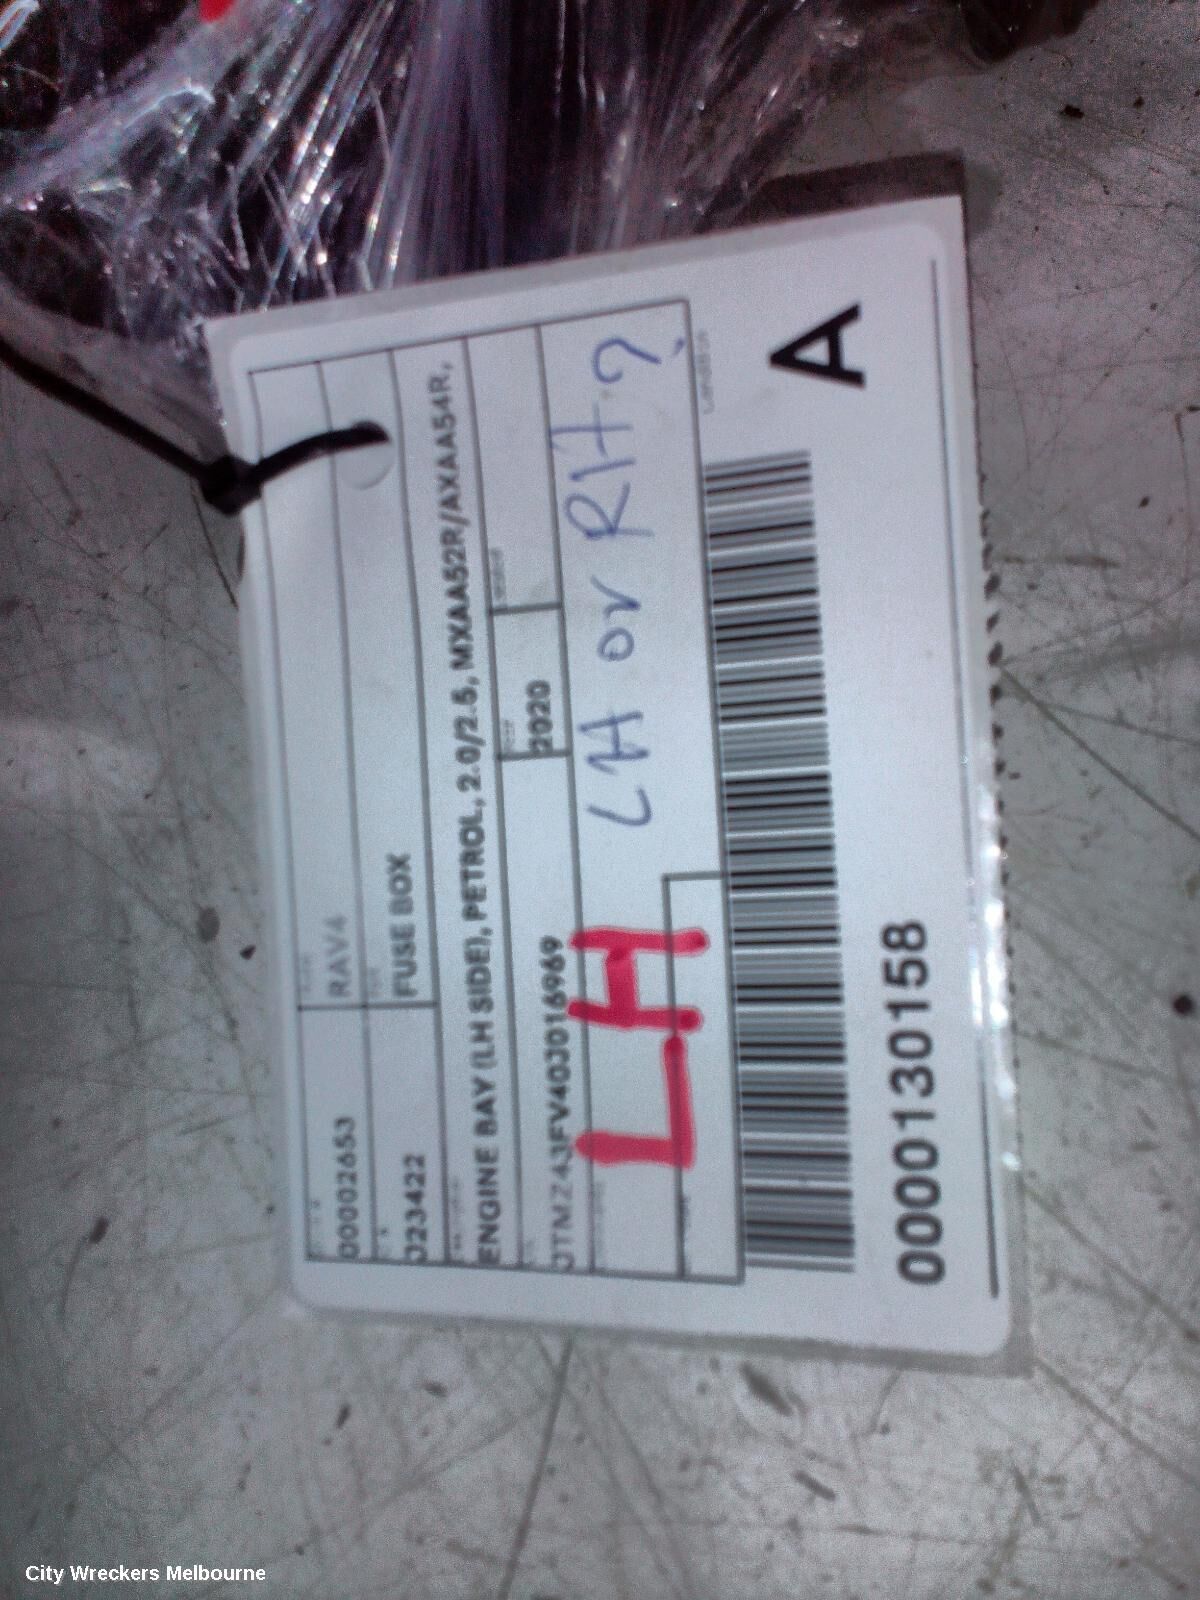 00002653 RAV4
023422 FUSE BOX
ENGINE BAY (LH SIDE), PETROL, 2.0/2.5, MXAA52R/AXAA54R,
JTMZ43FV40J016969 2020
LH LH or RH?
Condition
0000130158 A
City Wreckers Melbourne